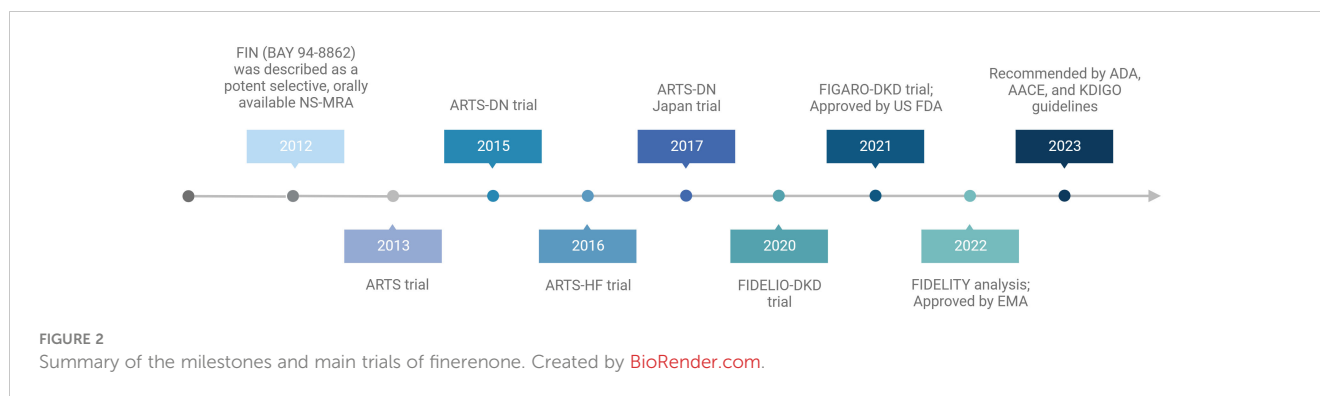 FIN (BAY 94-8862)
was described as a
potent selective, orally
available NS-MRA
2012
ARTS-DN trial
2015
ARTS-DN
Japan trial
2017
FIGARO-DKD trial;
Approved by US FDA
2021
Recommended by ADA,
AACE, and KDIGO
guidelines
2023
2013
ARTS trial
2016
ARTS-HF trial
2020
FIDELIO-DKD
trial
2022
FIDELITY analysis;
Approved by EMA
FIGURE 2
Summary of the milestones and main trials of finerenone. Created by BioRender.com.